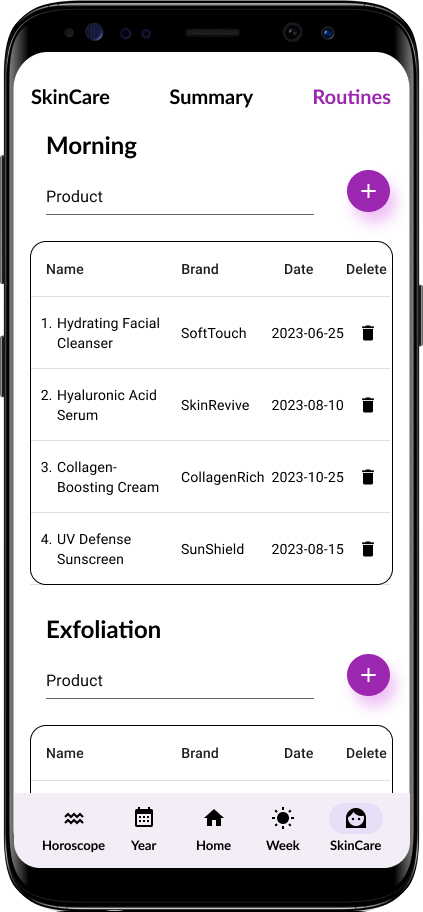 SkinCare Summary Routines
Morning
Product
Name Brand Date Delete
1. Hydrating Facial
Cleanser
SoftTouch 2023-06-25
2. Hyaluronic Acid
Serum
SkinRevive 2023-08-10
3. Collagen-
Boosting Cream
CollagenRich 2023-10-25
4. UV Defense
Sunscreen
SunShield 2023-08-15
Exfoliation
Product
Name Brand Date Delete
Horoscope Year Home Week SkinCare